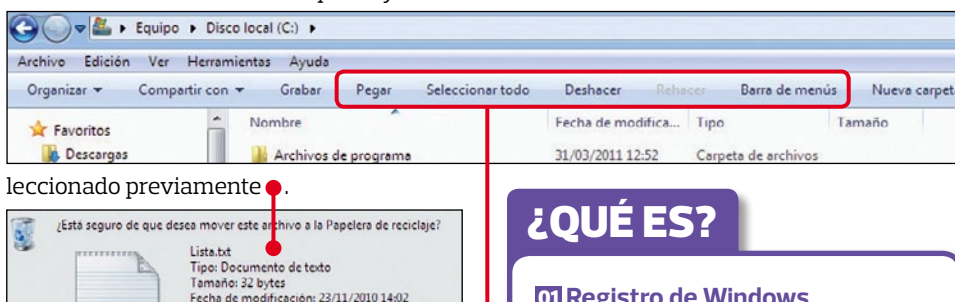 Equipo ▸ Disco local (C:) ▸
Archivo Edición Ver Herramientas Ayuda
Organizar Compartir con Grabar Pegar Seleccionar todo Deshacer Rehacer Barra de menús Nueva carpet
Favoritos
Descargas
Nombre Fecha de modifica... Tipo Tamaño
Archivos de programa 31/03/2011 12:52 Carpeta de archivos
leccionado previamente .
¿Está seguro de que desea mover este archivo a la Papelera de reciclaje?
Lista.txt
Tipo: Documento de texto
Tamaño: 32 bytes
Fecha de modificación: 23/11/2010 14:02
¿QUÉ ES?
01 Registro de Windows